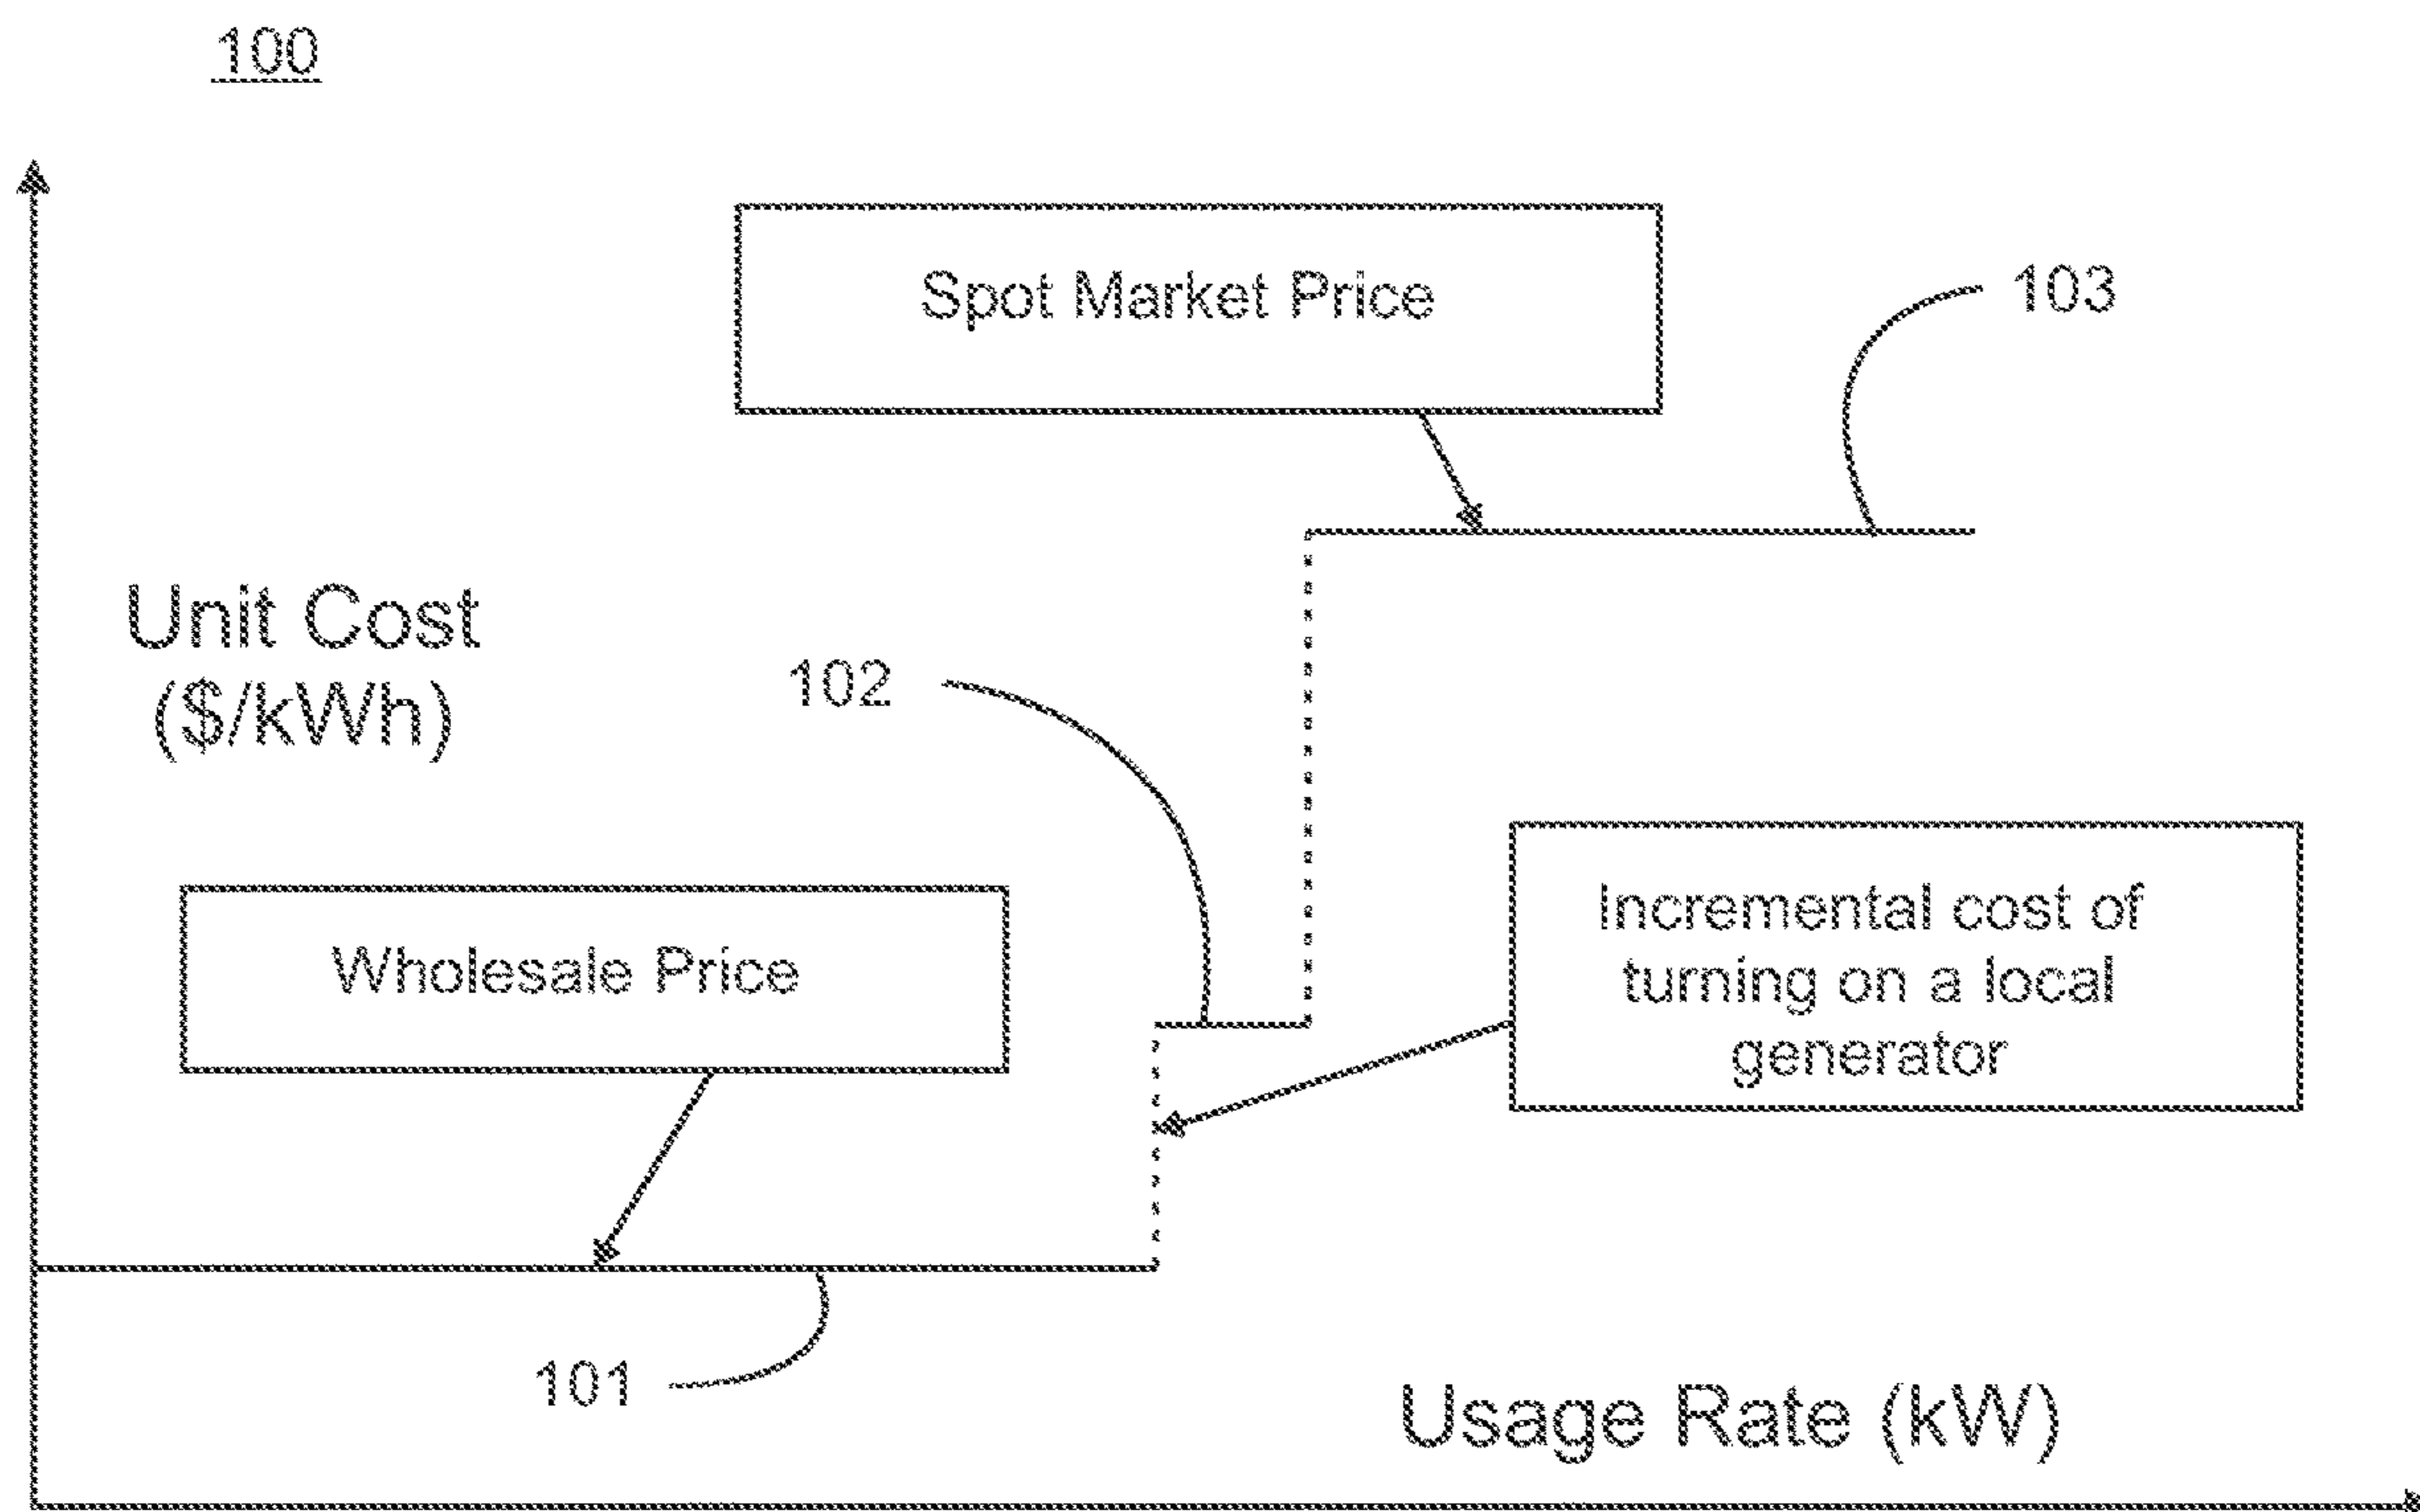 100
Spot Market Price
103
Unit Cost
($/kWh)
102
Wholesale Price
Incremental cost of
turning on a local
generator
101
Usage Rate (kW)